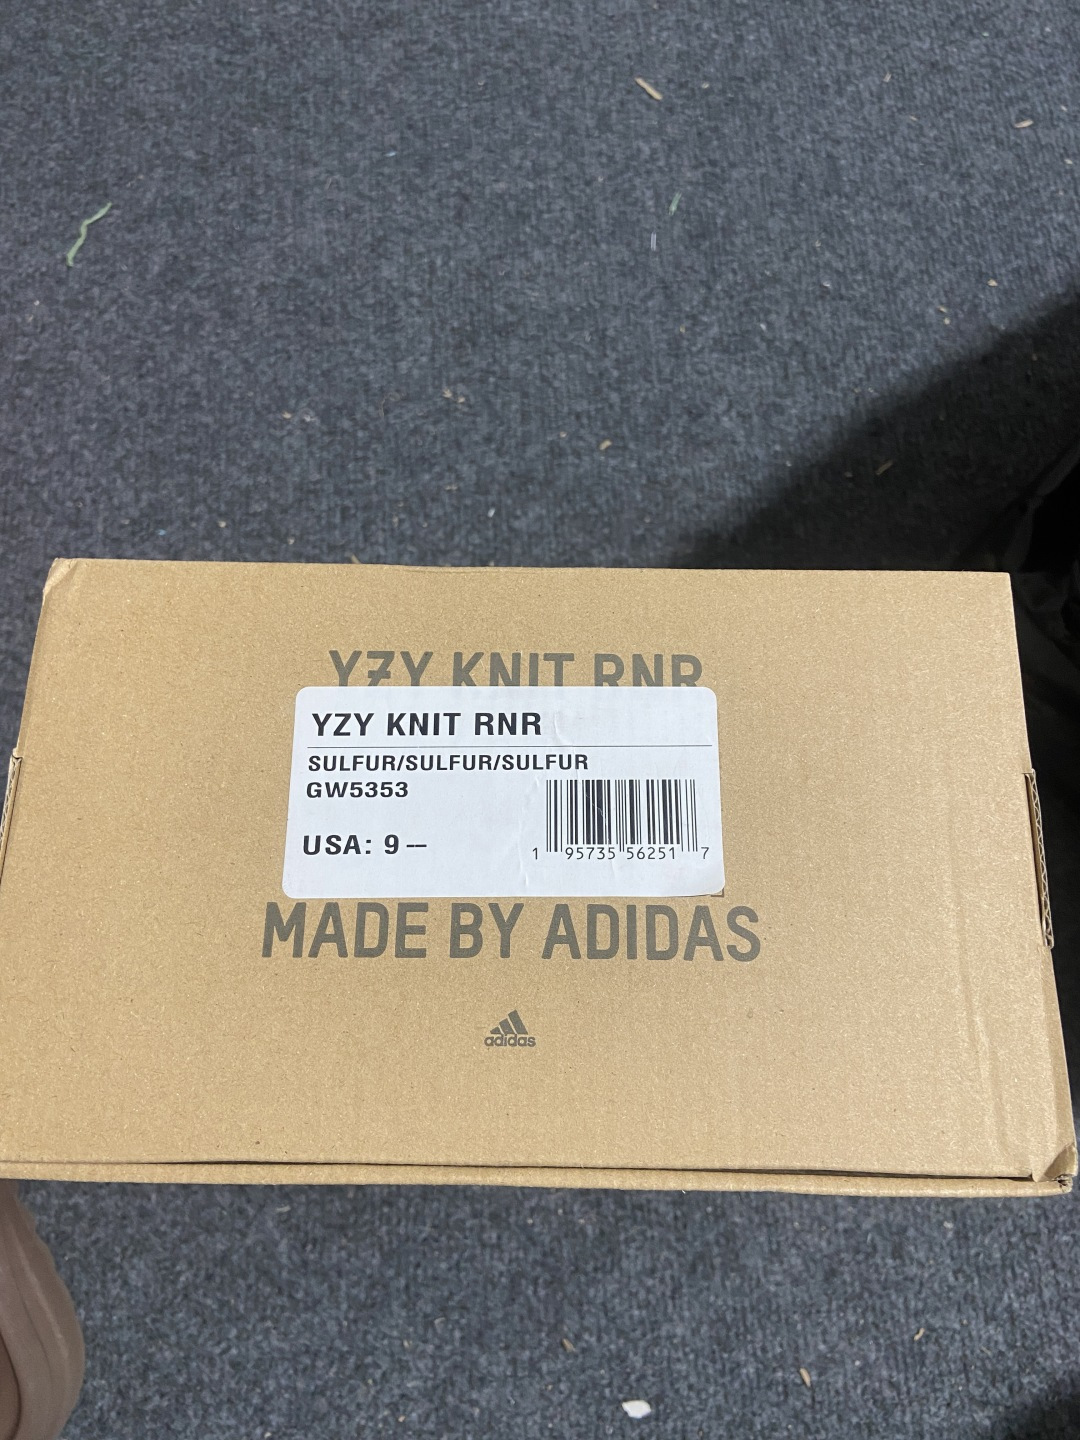 YZY KNIT RNR
YZY KNIT RNR
SULFUR/SULFUR/SULFUR
GW5353
USA: 9 --
1 95735 56251 7
MADE BY ADIDAS
adidas